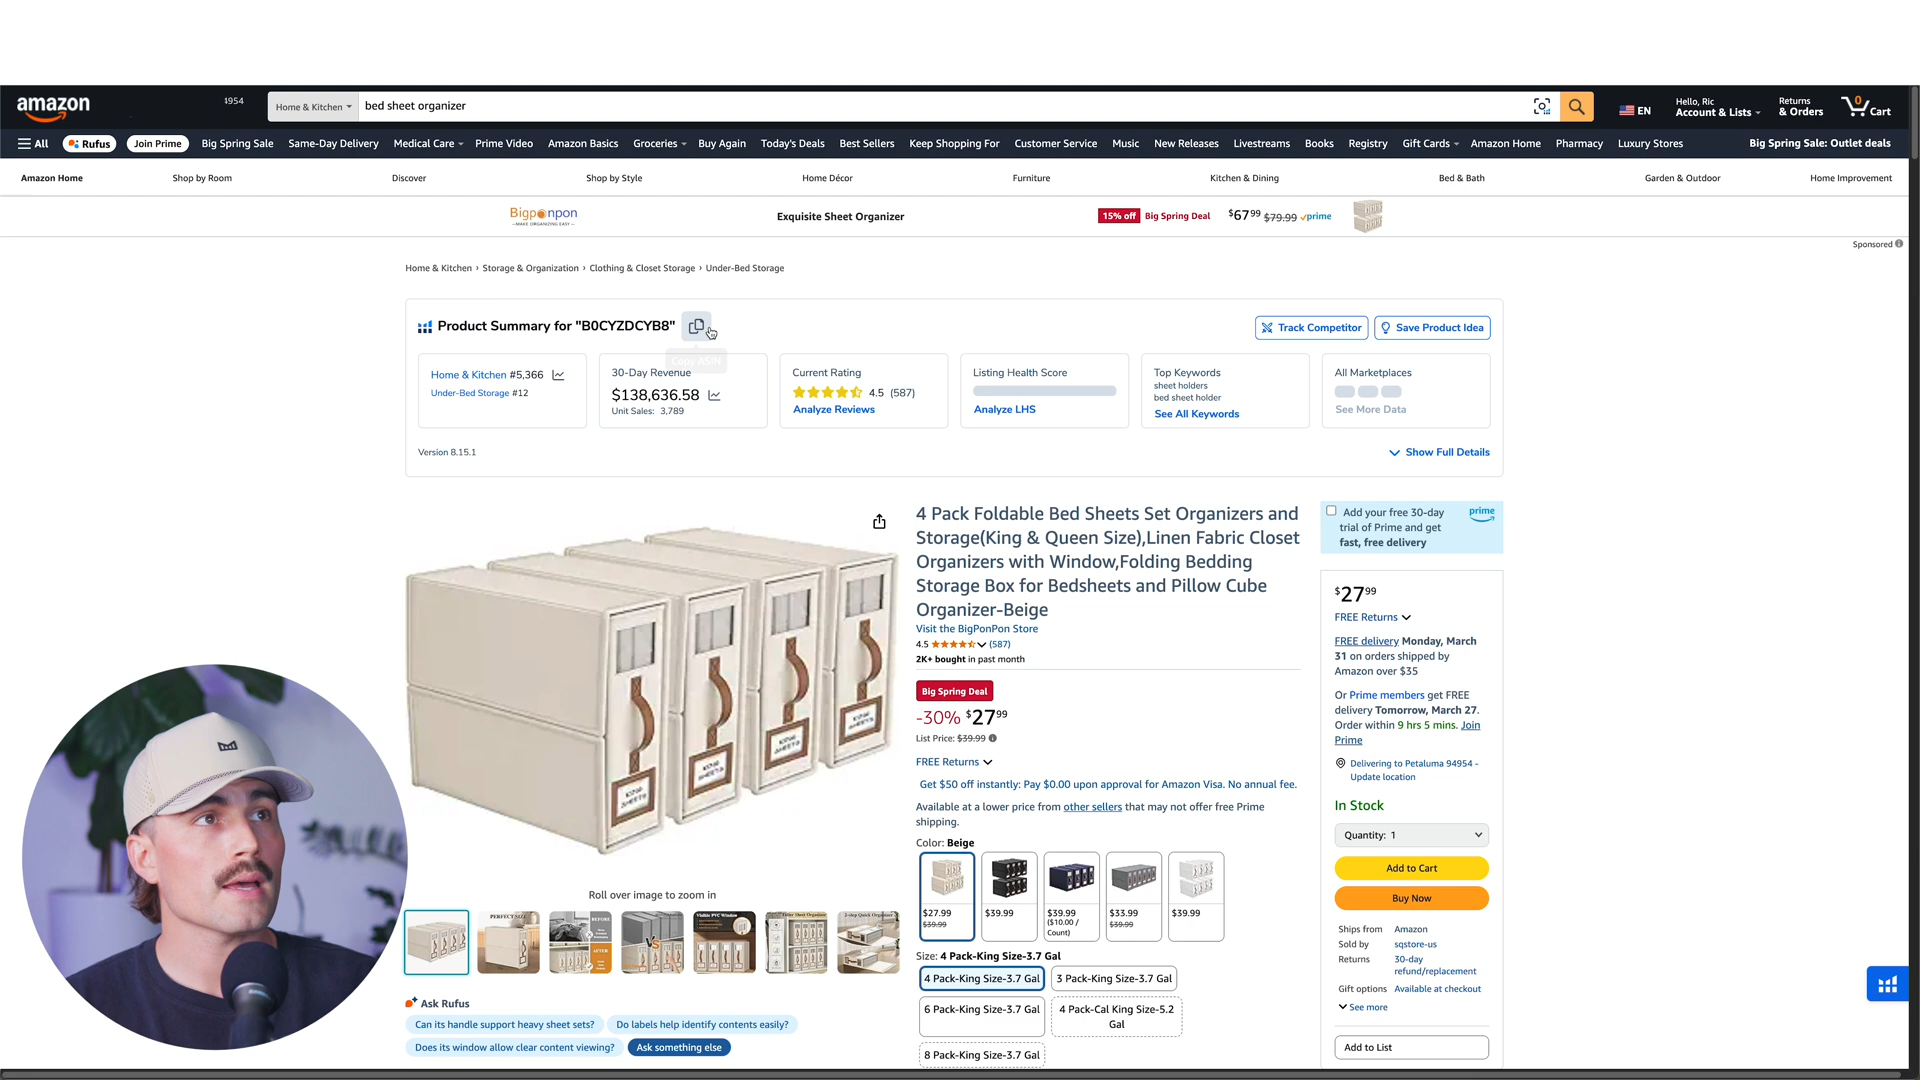 amazon
94954
Home & Kitchen
bed sheet organizer
EN
Hello, Ric
Account & Lists
Returns
& Orders
0
Cart
All
Rufus
Join Prime
Big Spring Sale
Same-Day Delivery
Medical Care
Prime Video
Amazon Basics
Groceries
Buy Again
Today's Deals
Best Sellers
Keep Shopping For
Customer Service
Music
New Releases
Livestreams
Books
Registry
Gift Cards
Amazon Home
Pharmacy
Luxury Stores
Big Spring Sale: Outlet deals
Amazon Home
Shop by Room
Discover
Shop by Style
Home Décor
Furniture
Kitchen & Dining
Bed & Bath
Garden & Outdoor
Home Improvement
Bigponpon
—MAKE ORGANIZING EASY—
Exquisite Sheet Organizer
15% off Big Spring Deal
$67.99 $79.99 prime
Sponsored
Home & Kitchen › Storage & Organization › Clothing & Closet Storage › Under-Bed Storage
Product Summary for "B0CYZDCYB8"
Copy ASIN
Track Competitor
Save Product Idea
Home & Kitchen #5,366
Under-Bed Storage #12
30-Day Revenue
$138,636.58
Unit Sales: 3,789
Current Rating
4.5 (587)
Analyze Reviews
Listing Health Score
Analyze LHS
Top Keywords
sheet holders
bed sheet holder
See All Keywords
All Marketplaces
See More Data
Version 8.15.1
Show Full Details
4 Pack Foldable Bed Sheets Set Organizers and
Storage(King & Queen Size),Linen Fabric Closet
Organizers with Window,Folding Bedding
Storage Box for Bedsheets and Pillow Cube
Organizer-Beige
Visit the BigPonPon Store
4.5 (587)
2K+ bought in past month
Big Spring Deal
-30% $27.99
List Price: $39.99
FREE Returns
Get $50 off instantly: Pay $0.00 upon approval for Amazon Visa. No annual fee.
Available at a lower price from other sellers that may not offer free Prime
shipping.
Color: Beige
$27.99
$39.99
$39.99
$39.99
($10.00 /
Count)
$33.99
$39.99
$39.99
Size: 4 Pack-King Size-3.7 Gal
4 Pack-King Size-3.7 Gal
3 Pack-King Size-3.7 Gal
6 Pack-King Size-3.7 Gal
4 Pack-Cal King Size-5.2
Gal
8 Pack-King Size-3.7 Gal
KING
SHEETS
KING
SHEETS
KING
SHEETS
KING
SHEETS
Roll over image to zoom in
PERFECT SIZE
BEFORE
AFTER
VS
Visible PVC Window
Ask Rufus
Can its handle support heavy sheet sets?
Do labels help identify contents easily?
Does its window allow clear content viewing?
Ask something else
Add your free 30-day
trial of Prime and get
fast, free delivery
prime
$27.99
FREE Returns
FREE delivery Monday, March
31 on orders shipped by
Amazon over $35
Or Prime members get FREE
delivery Tomorrow, March 27.
Order within 9 hrs 5 mins. Join
Prime
Delivering to Petaluma 94954 -
Update location
In Stock
Quantity: 1
Add to Cart
Buy Now
Ships from Amazon
Sold by sqstore-us
Returns 30-day
refund/replacement
Gift options Available at checkout
See more
Add to List